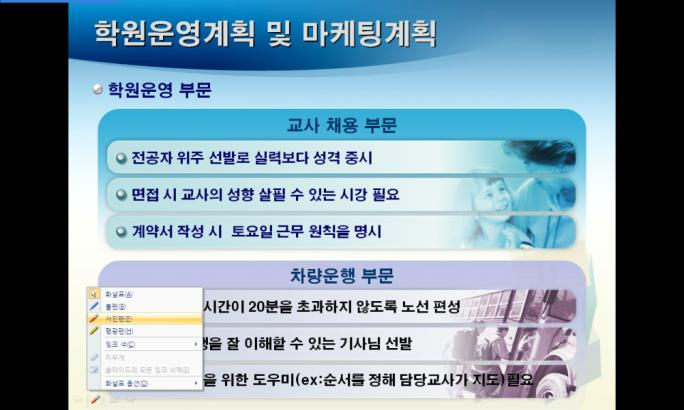 학원운영계획 및 마케팅계획
학원운영 부문
교사 채용 부문
전공자 위주 선발로 실력보다 성격 중시
면접 시 교사의 성향 살필 수 있는 시강 필요
계약서 작성 시 토요일 근무 원칙을 명시
차량운행 부문
시간이 20분을 초과하지 않도록 노선 편성
을 잘 이해할 수 있는 기사님 선발
을 위한 도우미(ex:순서를 정해 담당교사가 지도)필요
화살표(A)
볼펜(B)
사인펜(F)
형광펜(H)
잉크 색(C)
지우개
슬라이드의 모든 잉크 삭제(E)
화살표 옵션(O)